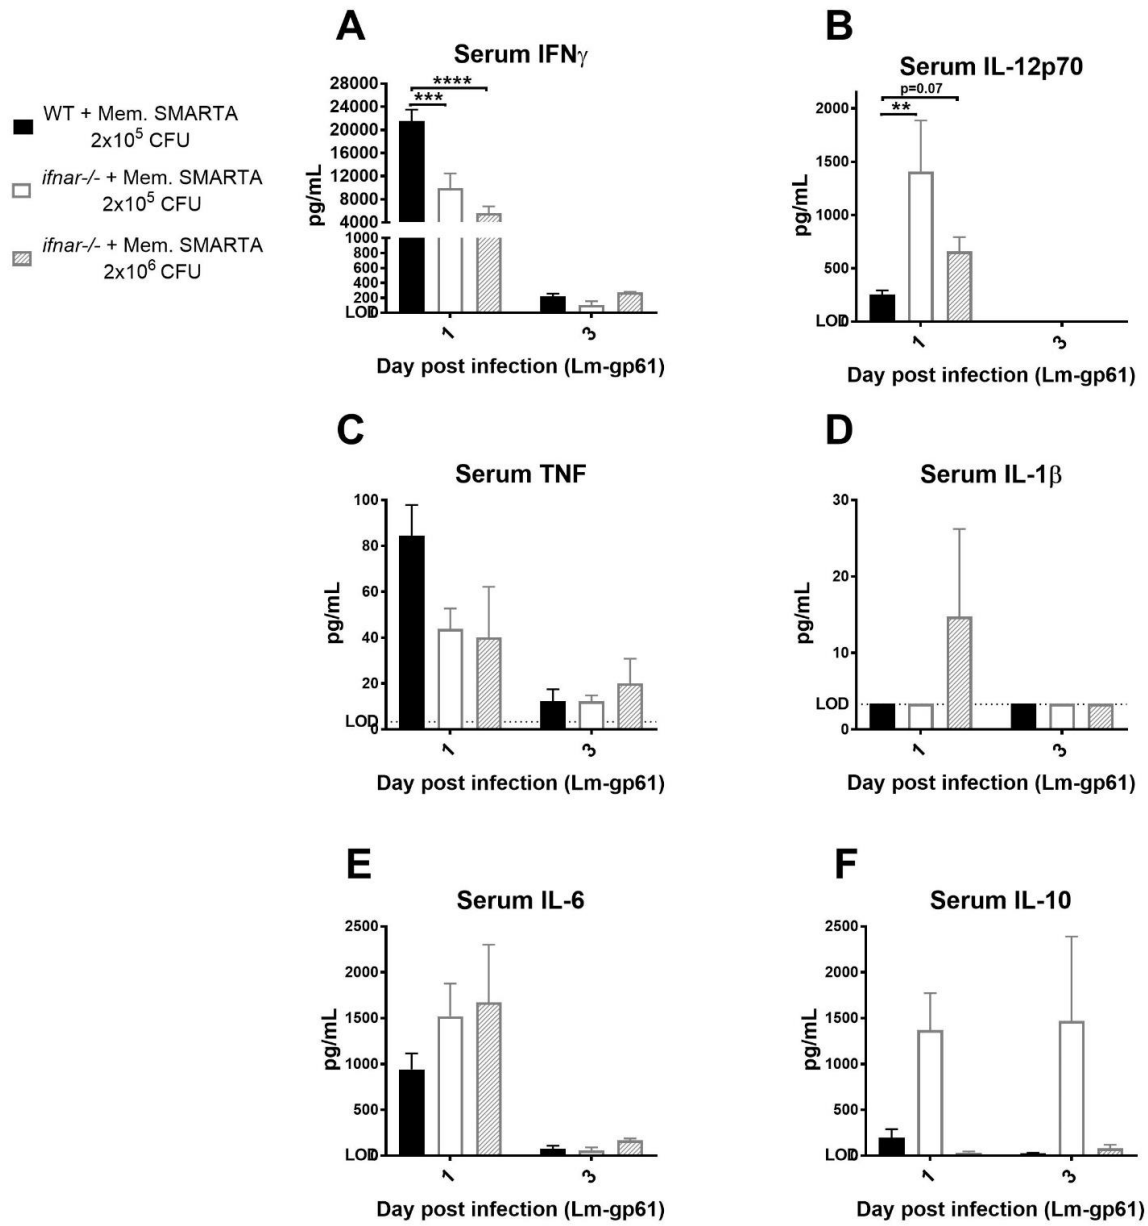 WT + Mem. SMARTA
2x10⁵ CFU
ifnar-/- + Mem. SMARTA
2x10⁵ CFU
ifnar-/- + Mem. SMARTA
2x10⁶ CFU
A
Serum IFNγ
****
***
28000
24000
20000
16000
12000
8000
4000
1000
800
600
400
200
LOD
pg/mL
1
3
Day post infection (Lm-gp61)
B
Serum IL-12p70
p=0.07
**
2000
1500
1000
500
LOD
pg/mL
1
3
Day post infection (Lm-gp61)
C
Serum TNF
100
80
60
40
20
LOD
0
pg/mL
1
3
Day post infection (Lm-gp61)
D
Serum IL-1β
30
20
10
LOD
0
pg/mL
1
3
Day post infection (Lm-gp61)
E
Serum IL-6
2500
2000
1500
1000
500
LOD
pg/mL
1
3
Day post infection (Lm-gp61)
F
Serum IL-10
2500
2000
1500
1000
500
LOD
pg/mL
1
3
Day post infection (Lm-gp61)